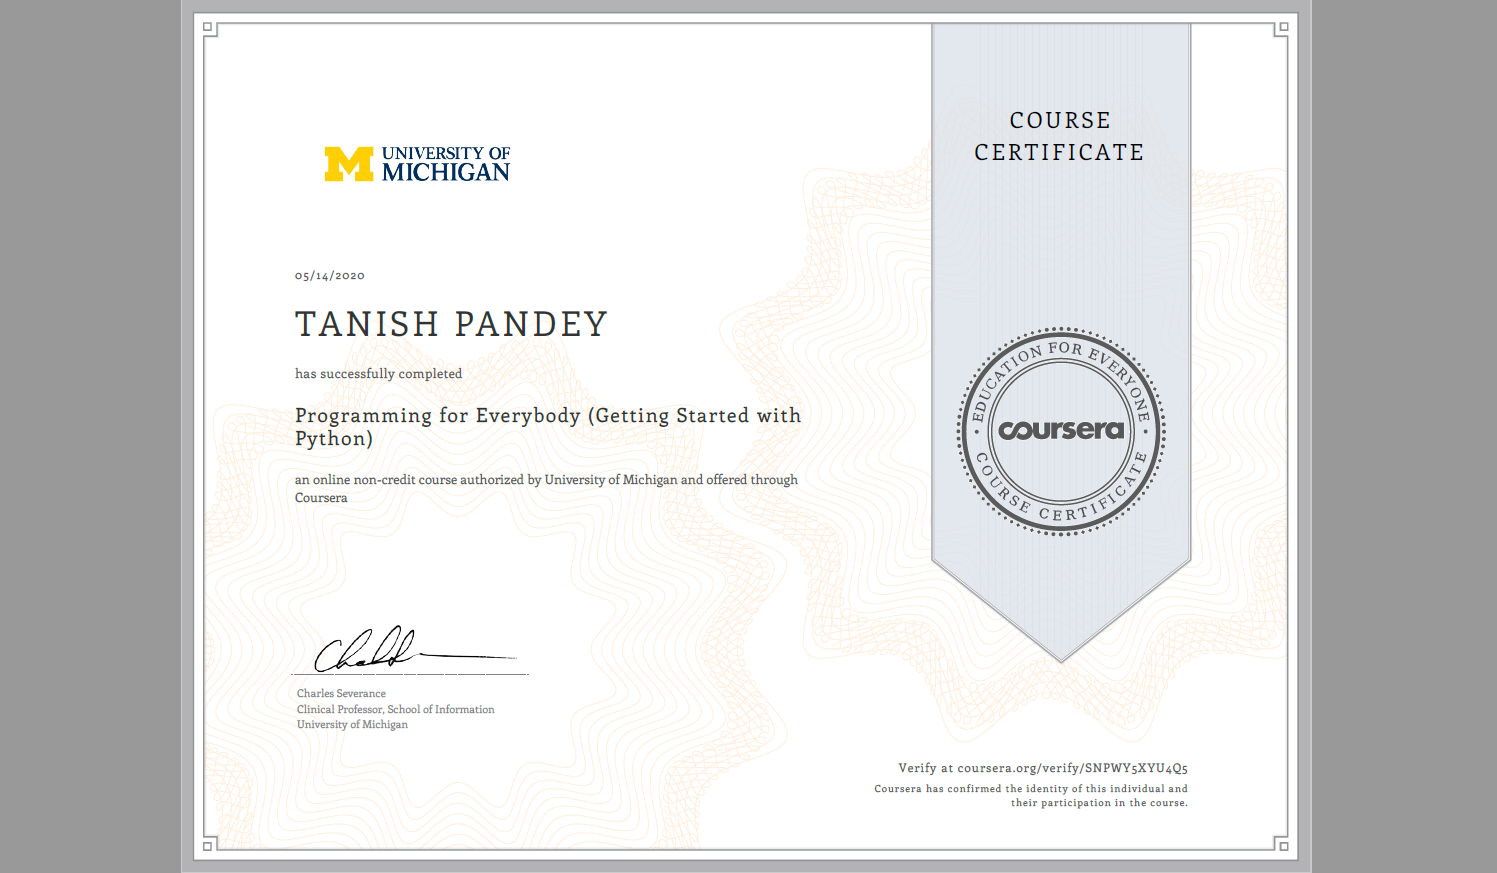 UNIVERSITY OF
MICHIGAN
05/14/2020
TANISH PANDEY
has successfully completed
Programming for Everybody (Getting Started with
Python)
an online non-credit course authorized by University of Michigan and offered through
Coursera
Charles Severance
Clinical Professor, School of Information
University of Michigan
COURSE
CERTIFICATE
EDUCATION FOR EVERYONE
coursera
COURSE CERTIFICATE
Verify at coursera.org/verify/SNPWY5XYU4Q5
Coursera has confirmed the identity of this individual and
their participation in the course.